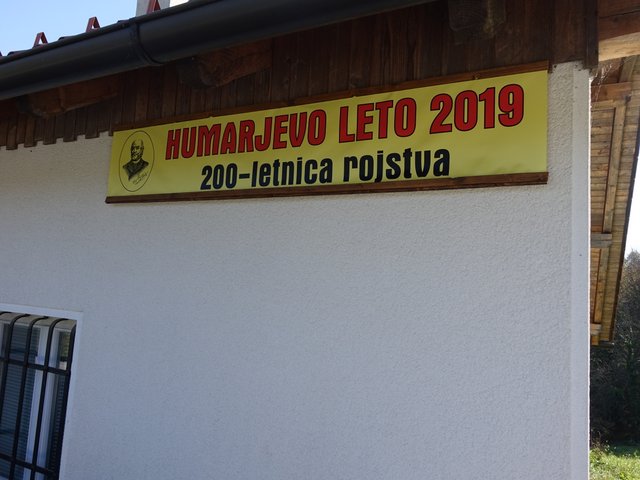 HUMARJEVO LETO 2019
200-letnica rojstva